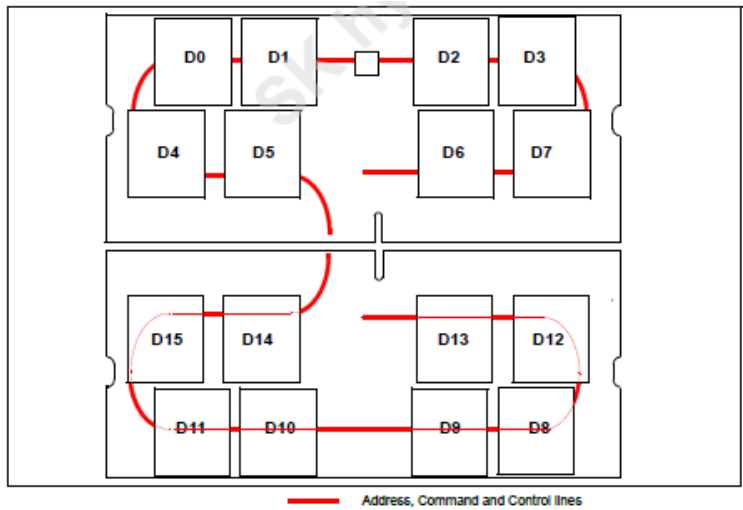 D0 D1 D2 D3
D4 D5 D6 D7
D15 D14 D13 D12
D11 D10 D9 D8
Address, Command and Control lines